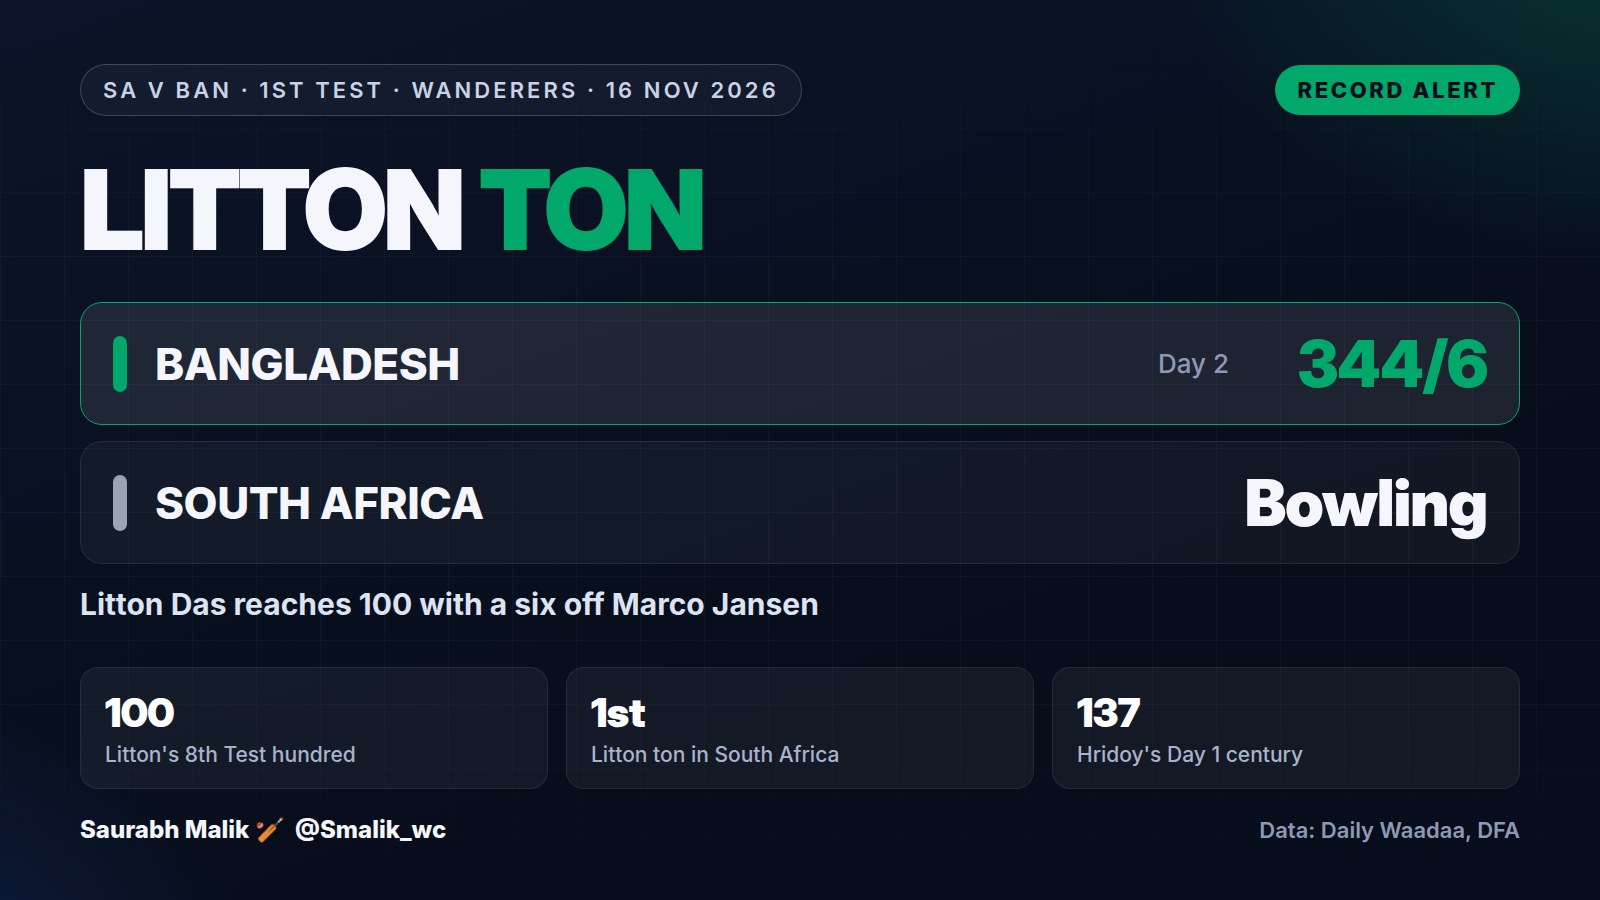 SA V BAN · 1ST TEST · WANDERERS · 16 NOV 2026
RECORD ALERT
LITTON TON
BANGLADESH Day 2 344/6
SOUTH AFRICA Bowling
Litton Das reaches 100 with a six off Marco Jansen
100
Litton's 8th Test hundred
1st
Litton ton in South Africa
137
Hridoy's Day 1 century
Saurabh Malik 🏏 @Smalik_wc
Data: Daily Waadaa, DFA